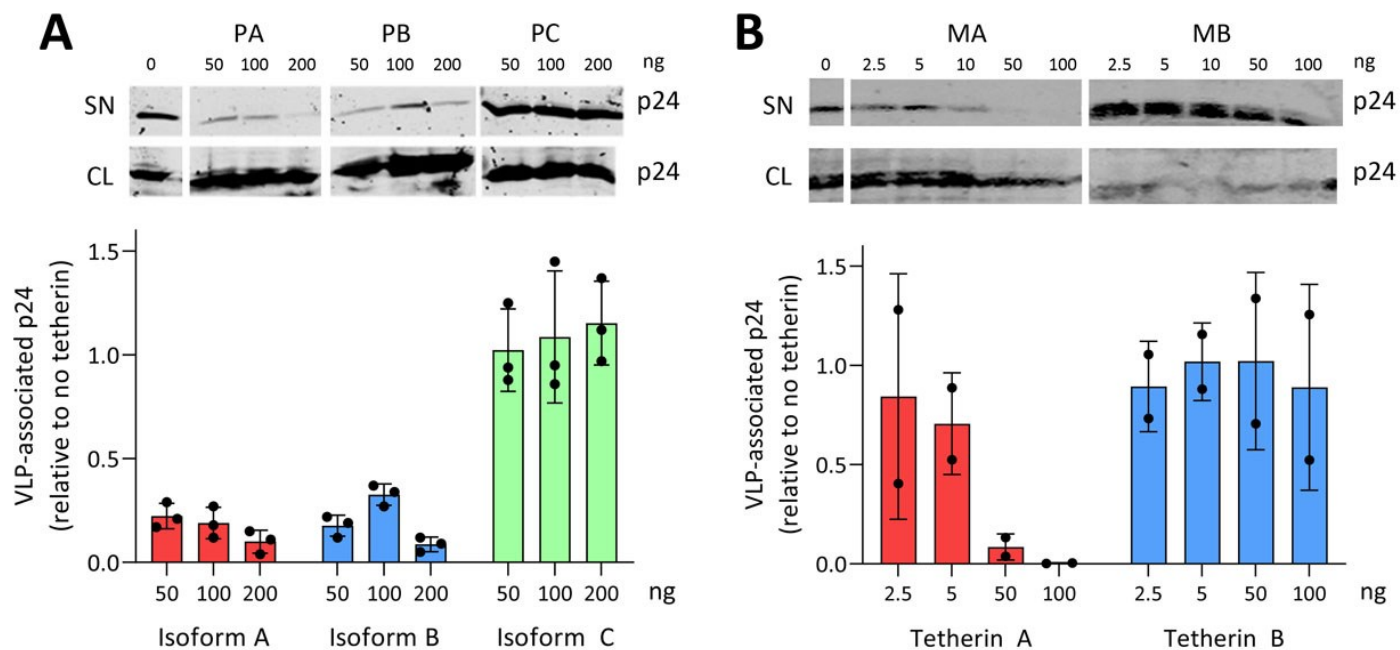 A
PA PB PC
0 50 100 200 50 100 200 50 100 200 ng
SN p24
CL p24
VLP-associated p24
(relative to no tetherin)
1.5
1.0
0.5
0.0
50 100 200 50 100 200 50 100 200 ng
Isoform A Isoform B Isoform C
B
MA MB
0 2.5 5 10 50 100 2.5 5 10 50 100 ng
SN p24
CL p24
VLP-associated p24
(relative to no tetherin)
1.5
1.0
0.5
0.0
2.5 5 50 100 2.5 5 50 100 ng
Tetherin A Tetherin B